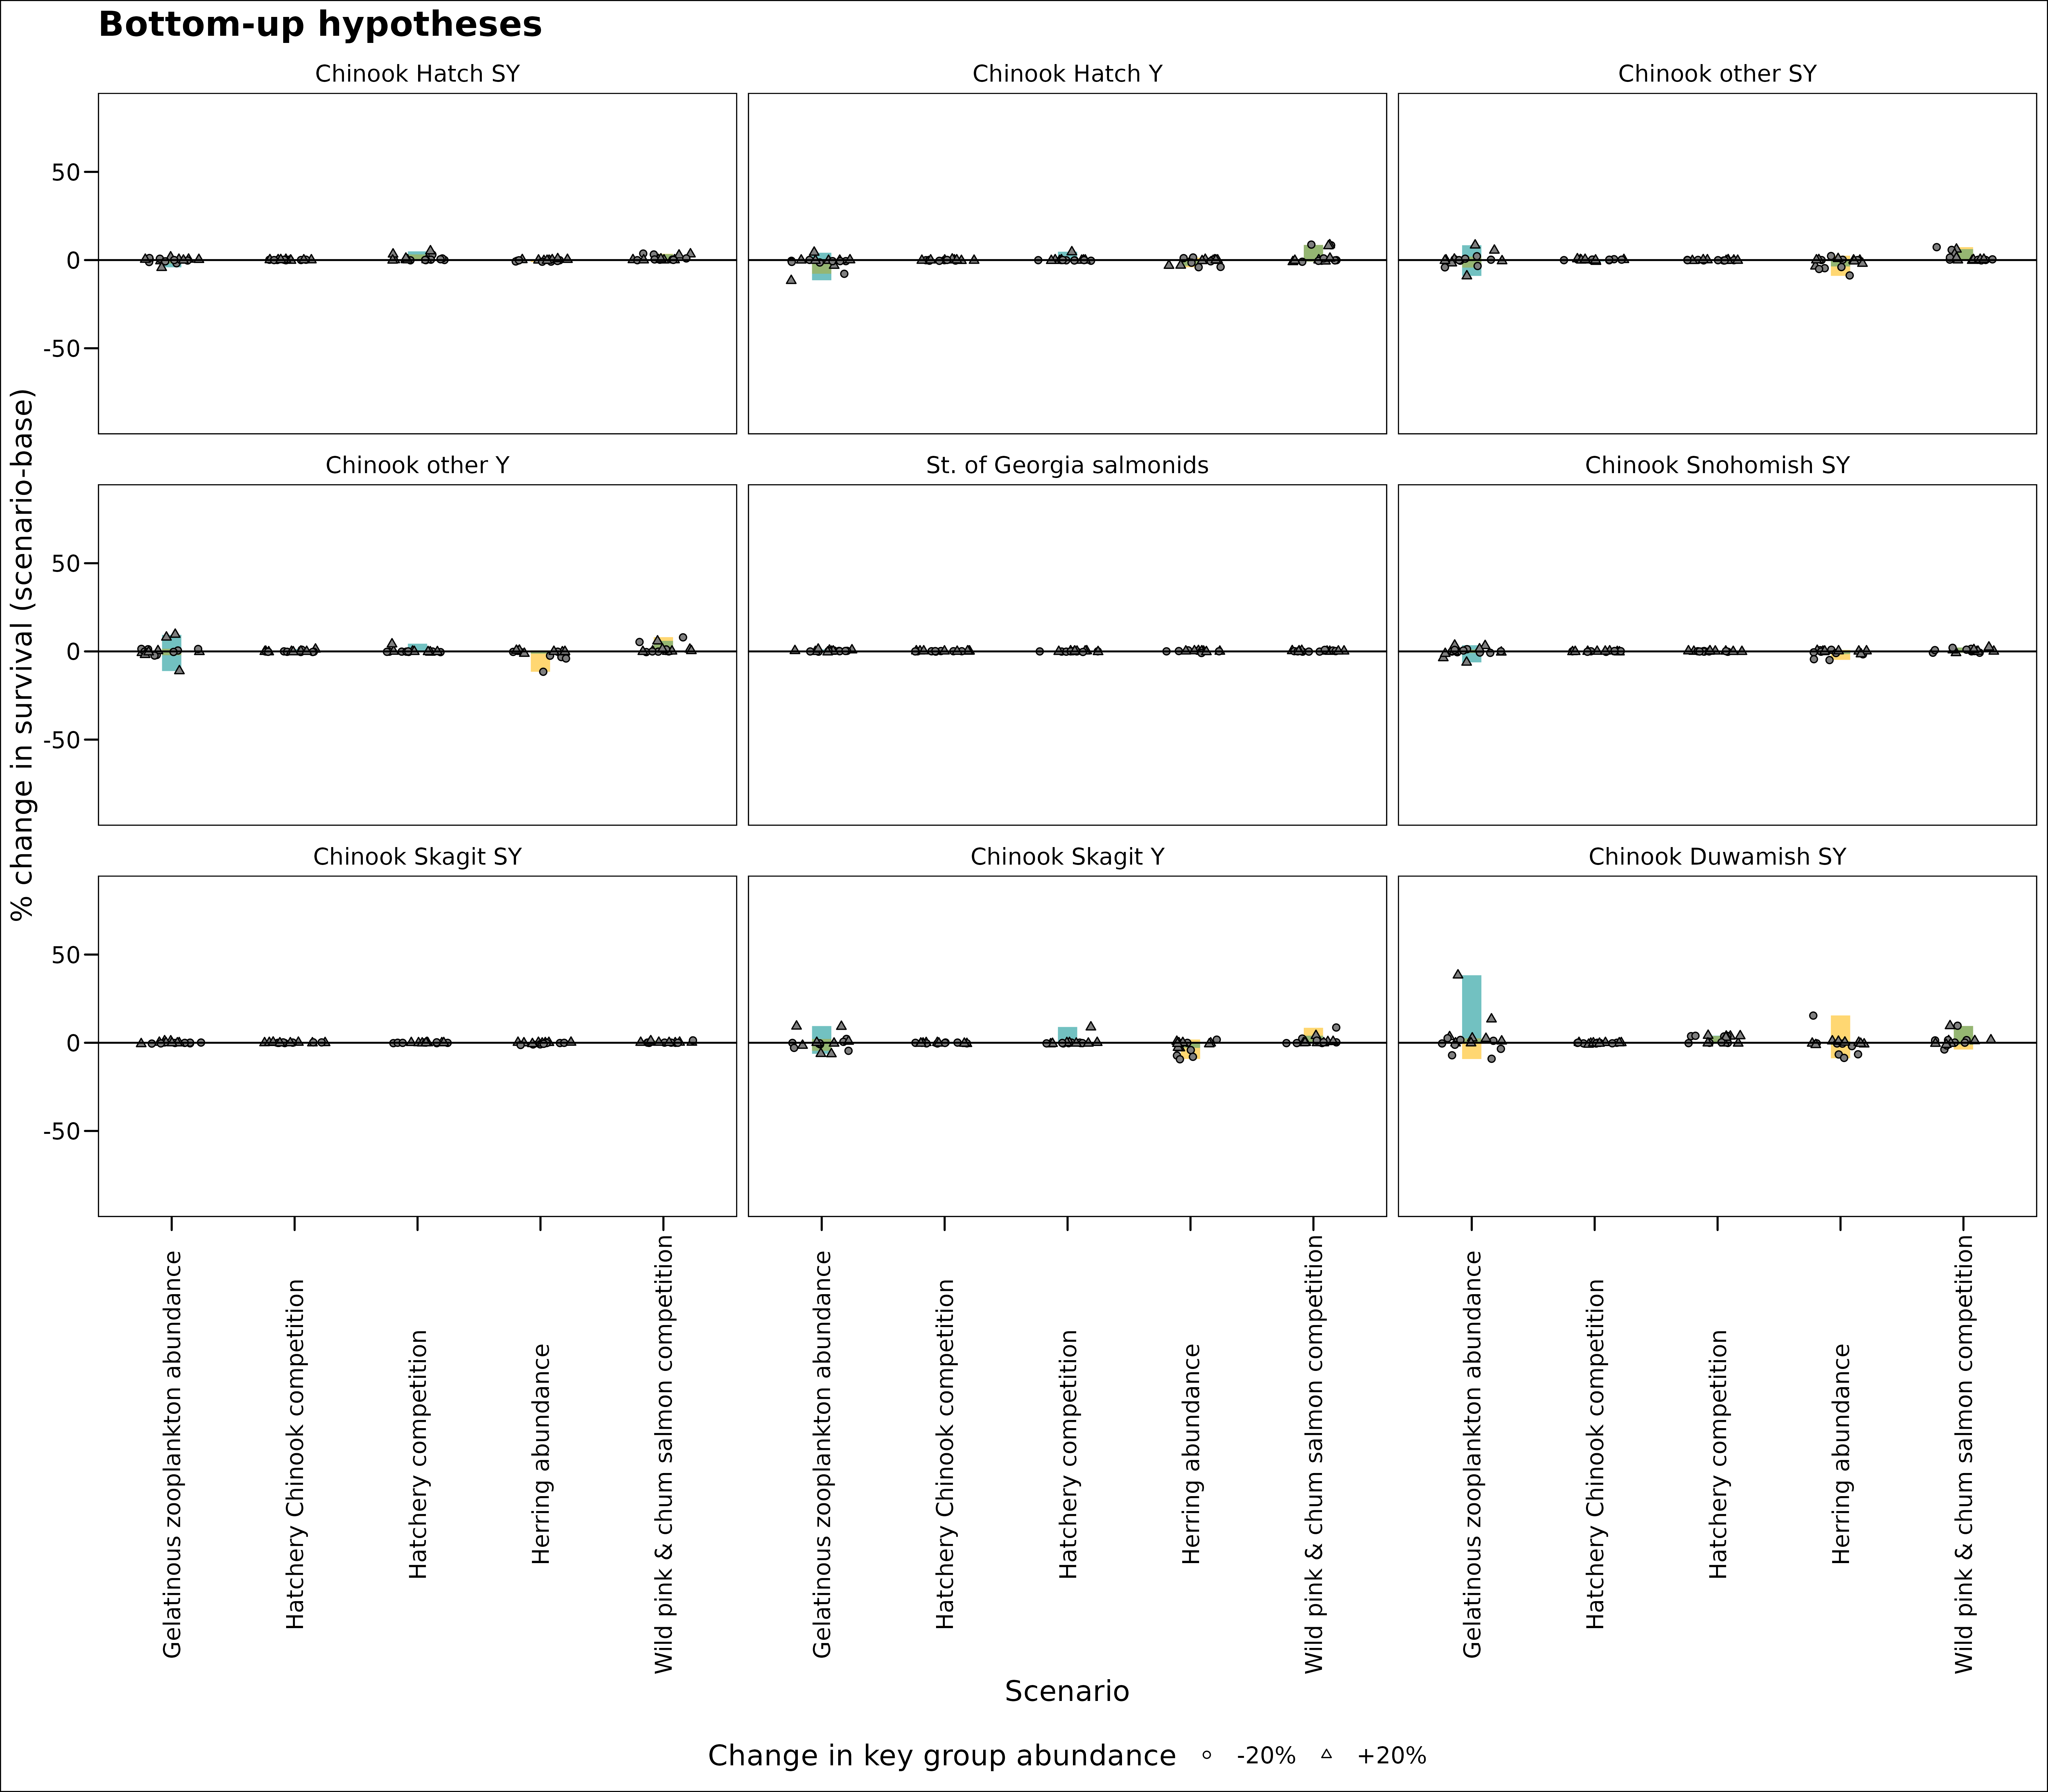 Bottom-up hypotheses
Chinook Hatch SY
Chinook Hatch Y
Chinook other SY
50
0
-50
Chinook other Y
St. of Georgia salmonids
Chinook Snohomish SY
50
0
-50
% change in survival (scenario-base)
Chinook Skagit SY
Chinook Skagit Y
Chinook Duwamish SY
50
0
-50
Gelatinous zooplankton abundance
Hatchery Chinook competition
Hatchery competition
Herring abundance
Wild pink & chum salmon competition
Gelatinous zooplankton abundance
Hatchery Chinook competition
Hatchery competition
Herring abundance
Wild pink & chum salmon competition
Gelatinous zooplankton abundance
Hatchery Chinook competition
Hatchery competition
Herring abundance
Wild pink & chum salmon competition
Scenario
Change in key group abundance -20% +20%